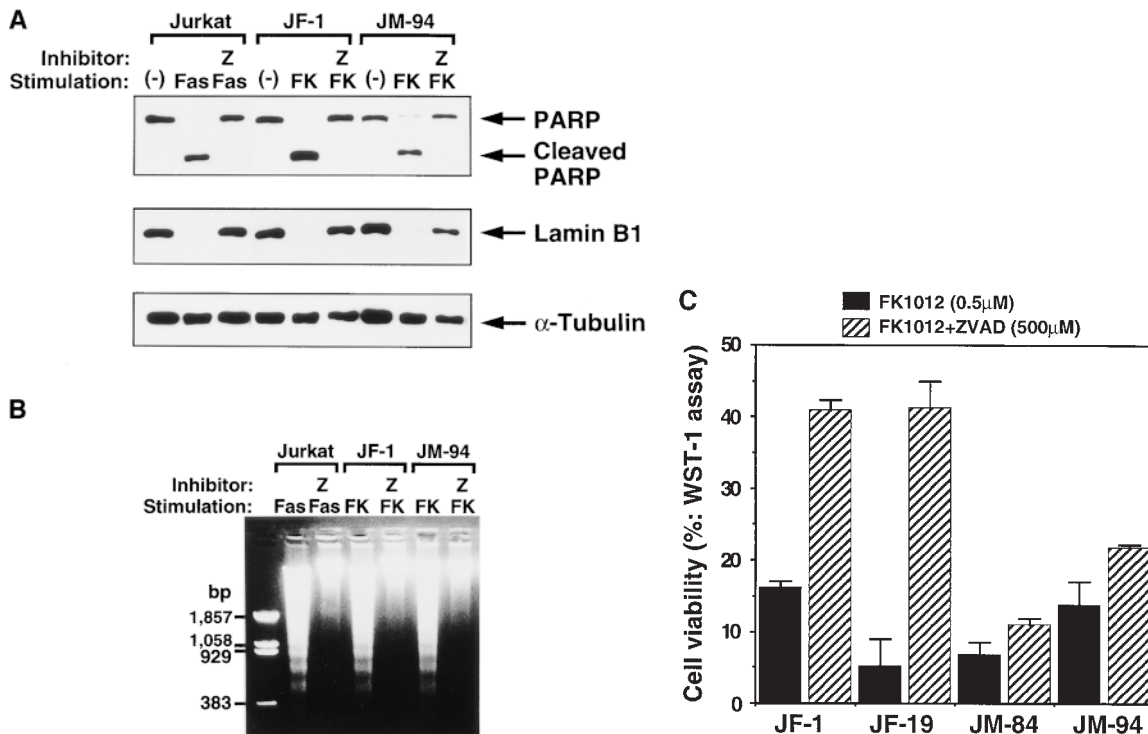 A
Jurkat JF-1 JM-94
Inhibitor: Z Z Z
Stimulation: (-) Fas Fas (-) FK FK (-) FK FK
PARP
Cleaved
PARP
Lamin B1
α-Tubulin
B
Jurkat JF-1 JM-94
Inhibitor: Z Z Z
Stimulation: Fas Fas FK FK FK FK
bp
1,857
1,058
929
383
C
FK1012 (0.5μM)
FK1012+ZVAD (500μM)
Cell viability (%: WST-1 assay)
50
40
30
20
10
0
JF-1 JF-19 JM-84 JM-94